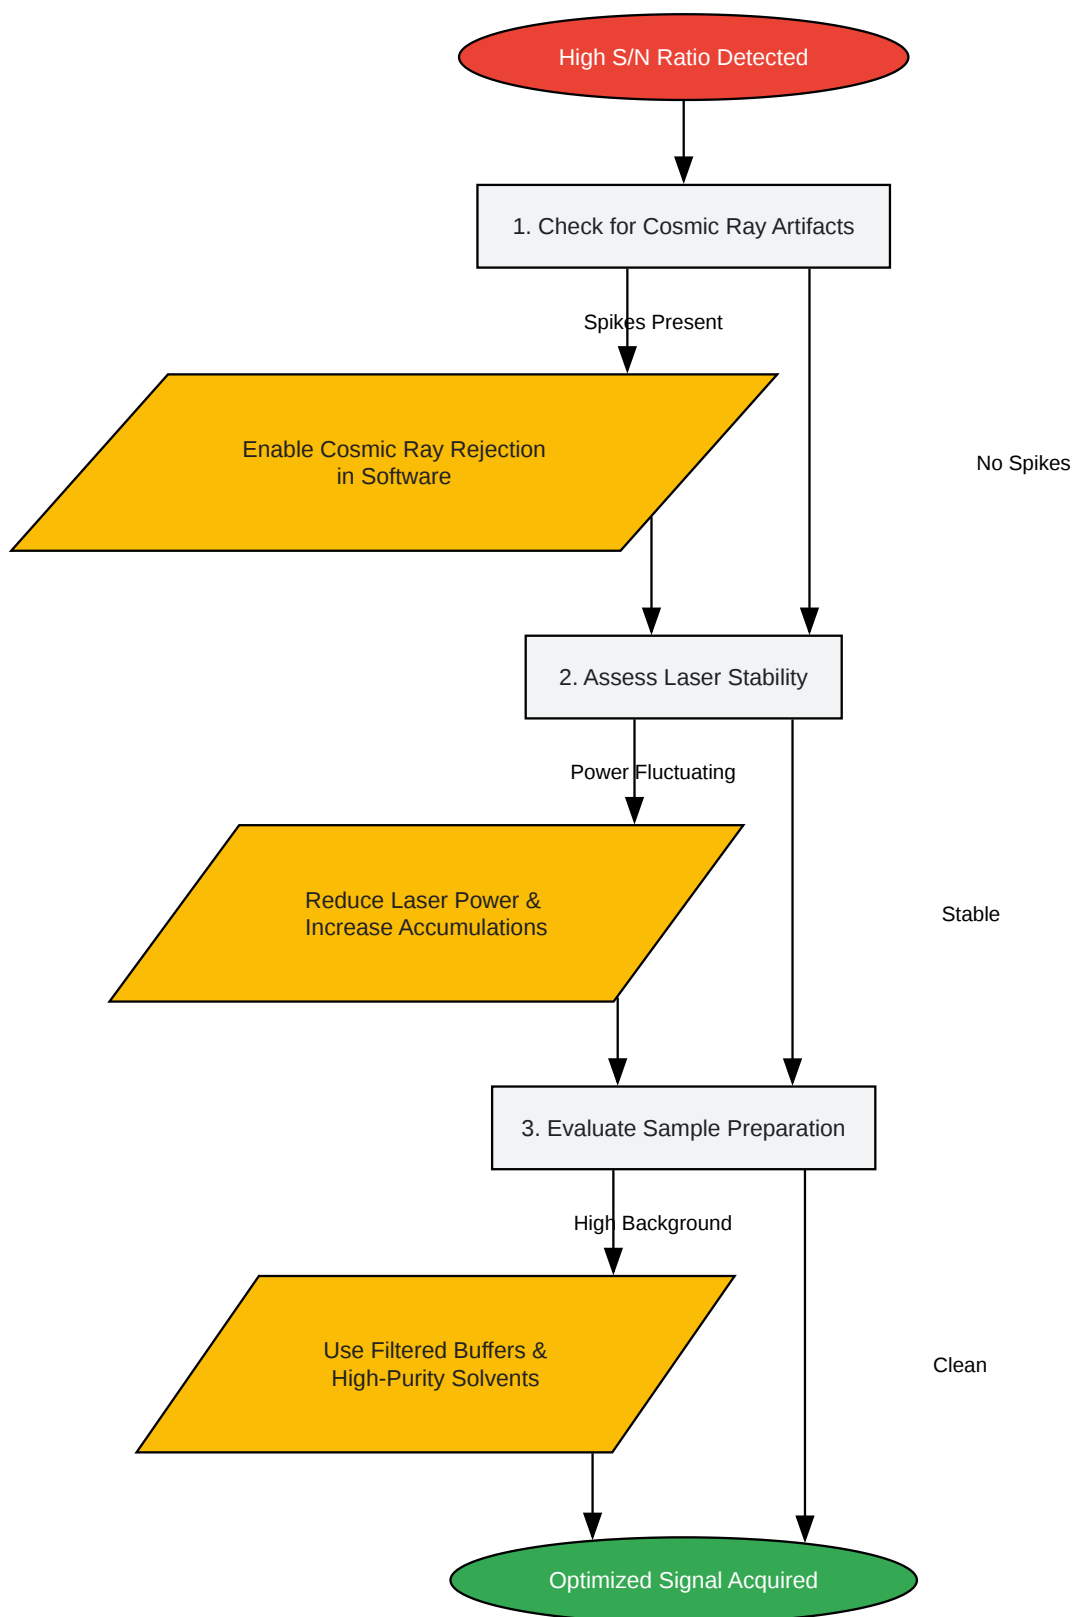 High S/N Ratio Detected
1. Check for Cosmic Ray Artifacts
Spikes Present
Enable Cosmic Ray Rejection
in Software
No Spikes
2. Assess Laser Stability
Power Fluctuating
Reduce Laser Power &
Increase Accumulations
Stable
3. Evaluate Sample Preparation
High Background
Use Filtered Buffers &
High-Purity Solvents
Clean
Optimized Signal Acquired